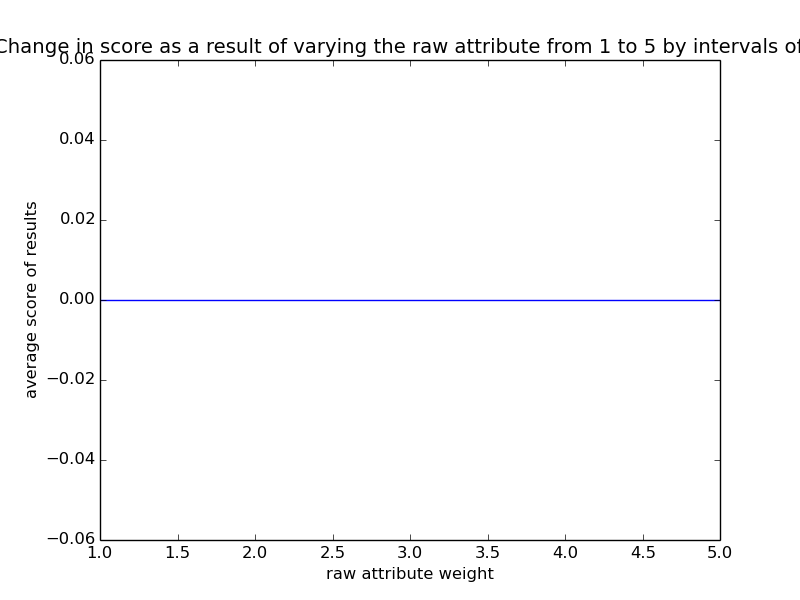 Change in score as a result of varying the raw attribute from 1 to 5 by intervals of
0.06
0.04
0.02
0.00
−0.02
−0.04
−0.06
average score of results
1.0 1.5 2.0 2.5 3.0 3.5 4.0 4.5 5.0
raw attribute weight